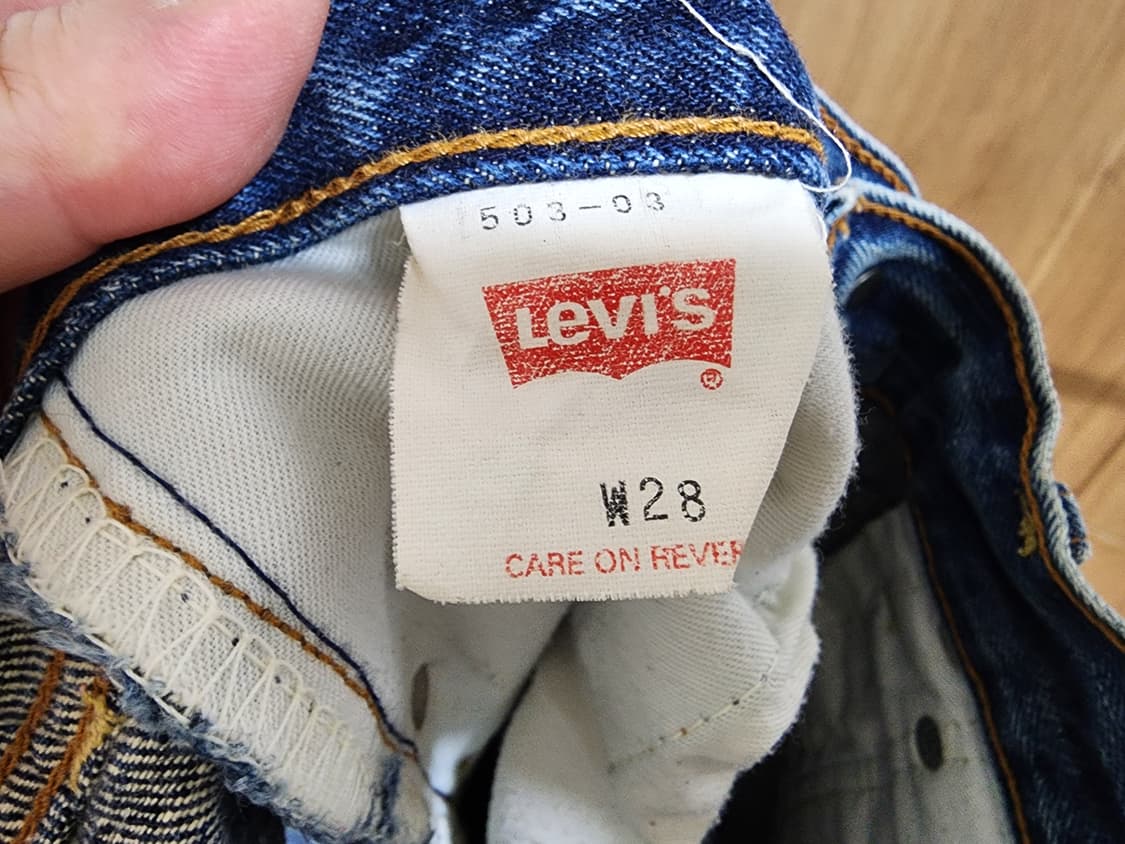 503-03
LEVI'S
®
W28
CARE ON REVER